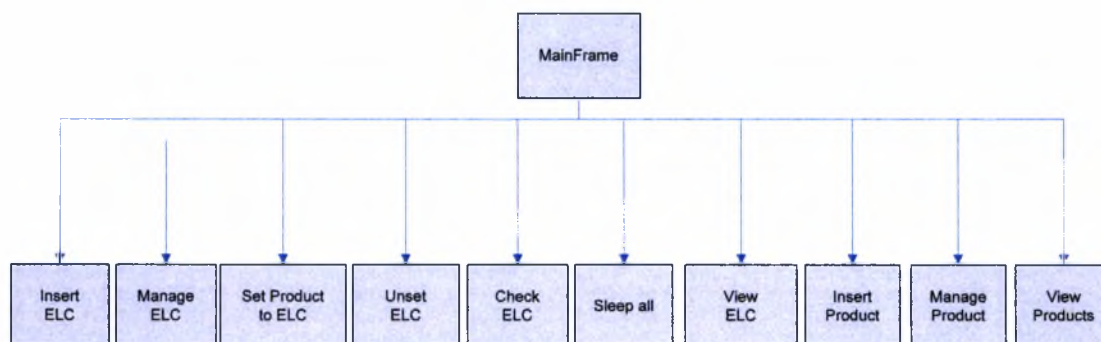 MainFrame
Insert
ELC
Manage
ELC
Set Product
to ELC
Unset
ELC
Check
ELC
Sleep all
View
ELC
Insert
Product
Manage
Product
View
Products